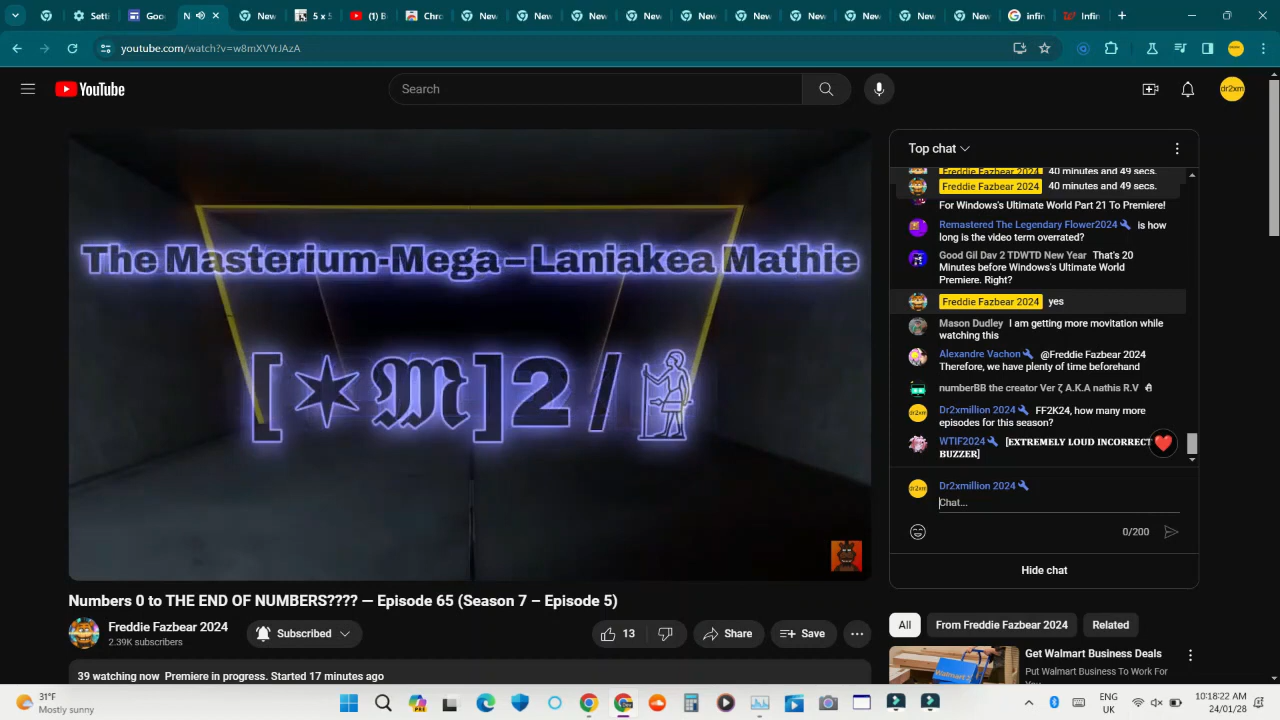 Setti
Goo
N
New
5 x 5
(1) B
Chro
New
New
New
New
New
New
New
New
New
New
infin
Infin
youtube.com/watch?v=w8mXVYrJAzA
YouTube
Search
dr2xm
The Masterium-Mega – Laniakea Mathie
[✶𝔐]2/𓀙
Top chat
Freddie Fazbear 2024 40 minutes and 49 secs.
Freddie Fazbear 2024 40 minutes and 49 secs.
For Windows's Ultimate World Part 21 To Premiere!
Remastered The Legendary Flower2024 is how
long is the video term overrated?
Good Gil Dav 2 TDWTD New Year That's 20
Minutes before Windows's Ultimate World
Premiere. Right?
Freddie Fazbear 2024 yes
Mason Dudley I am getting more movitation while
watching this
Alexandre Vachon @Freddie Fazbear 2024
Therefore, we have plenty of time beforehand
numberBB the creator Ver ζ A.K.A nathis R.V
Dr2xmillion 2024 FF2K24, how many more
episodes for this season?
WTIF2024 [EXTREMELY LOUD INCORRECT
BUZZER]
Dr2xmillion 2024
Chat...
0/200
Hide chat
Numbers 0 to THE END OF NUMBERS???? — Episode 65 (Season 7 – Episode 5)
Freddie Fazbear 2024
2.39K subscribers
Subscribed
13
Share
Save
39 watching now Premiere in progress. Started 17 minutes ago
All
From Freddie Fazbear 2024
Related
Get Walmart Business Deals
Put Walmart Business To Work For
You
31°F
Mostly sunny
ENG
UK
10:18:22 AM
24/01/28